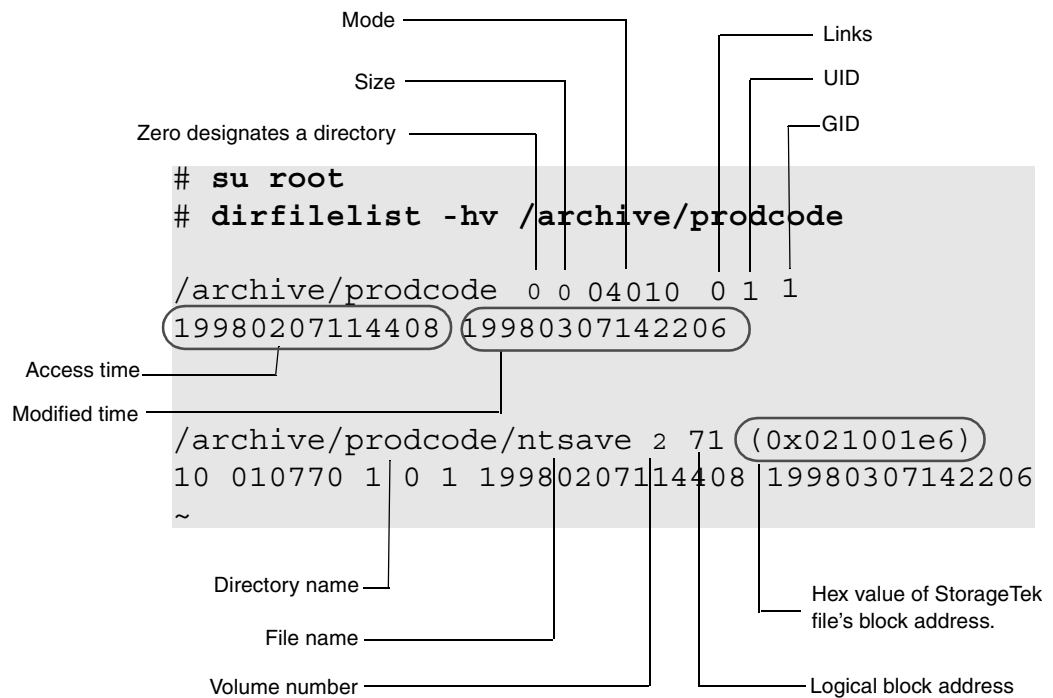 Mode
Links
Size
UID
Zero designates a directory
GID
# su root
# dirfilelist -hv /archive/prodcode
/archive/prodcode 0 0 04010 0 1 1
19980207114408 19980307142206
Access time
Modified time
/archive/prodcode/ntsave 2 71 (0x021001e6)
10 010770 1 0 1 19980207114408 19980307142206
~
Directory name
Hex value of StorageTek
file's block address.
File name
Volume number
Logical block address